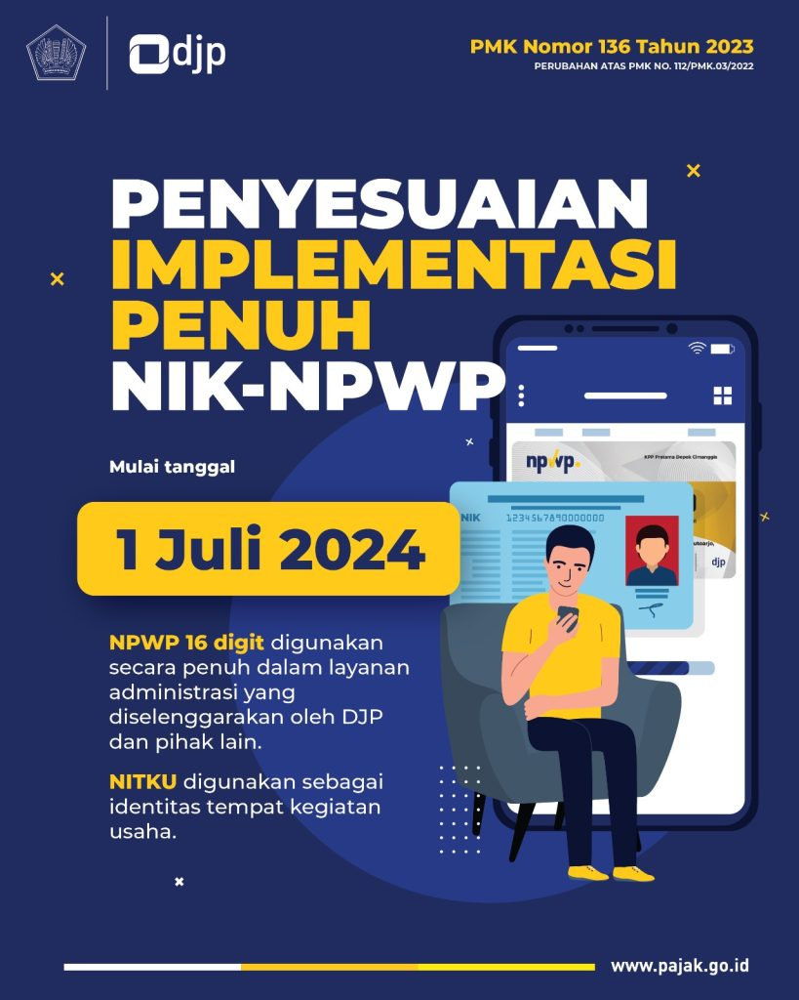 djp
PMK Nomor 136 Tahun 2023
PERUBAHAN ATAS PMK NO. 112/PMK.03/2022
PENYESUAIAN
IMPLEMENTASI
PENUH
NIK-NPWP
Mulai tanggal
1 Juli 2024
npwp.
KPP Pratama Depok Cimanggis
NIK
1234567890000000
utoarjo,
djp
NPWP 16 digit digunakan
secara penuh dalam layanan
administrasi yang
diselenggarakan oleh DJP
dan pihak lain.
NITKU digunakan sebagai
identitas tempat kegiatan
usaha.
www.pajak.go.id